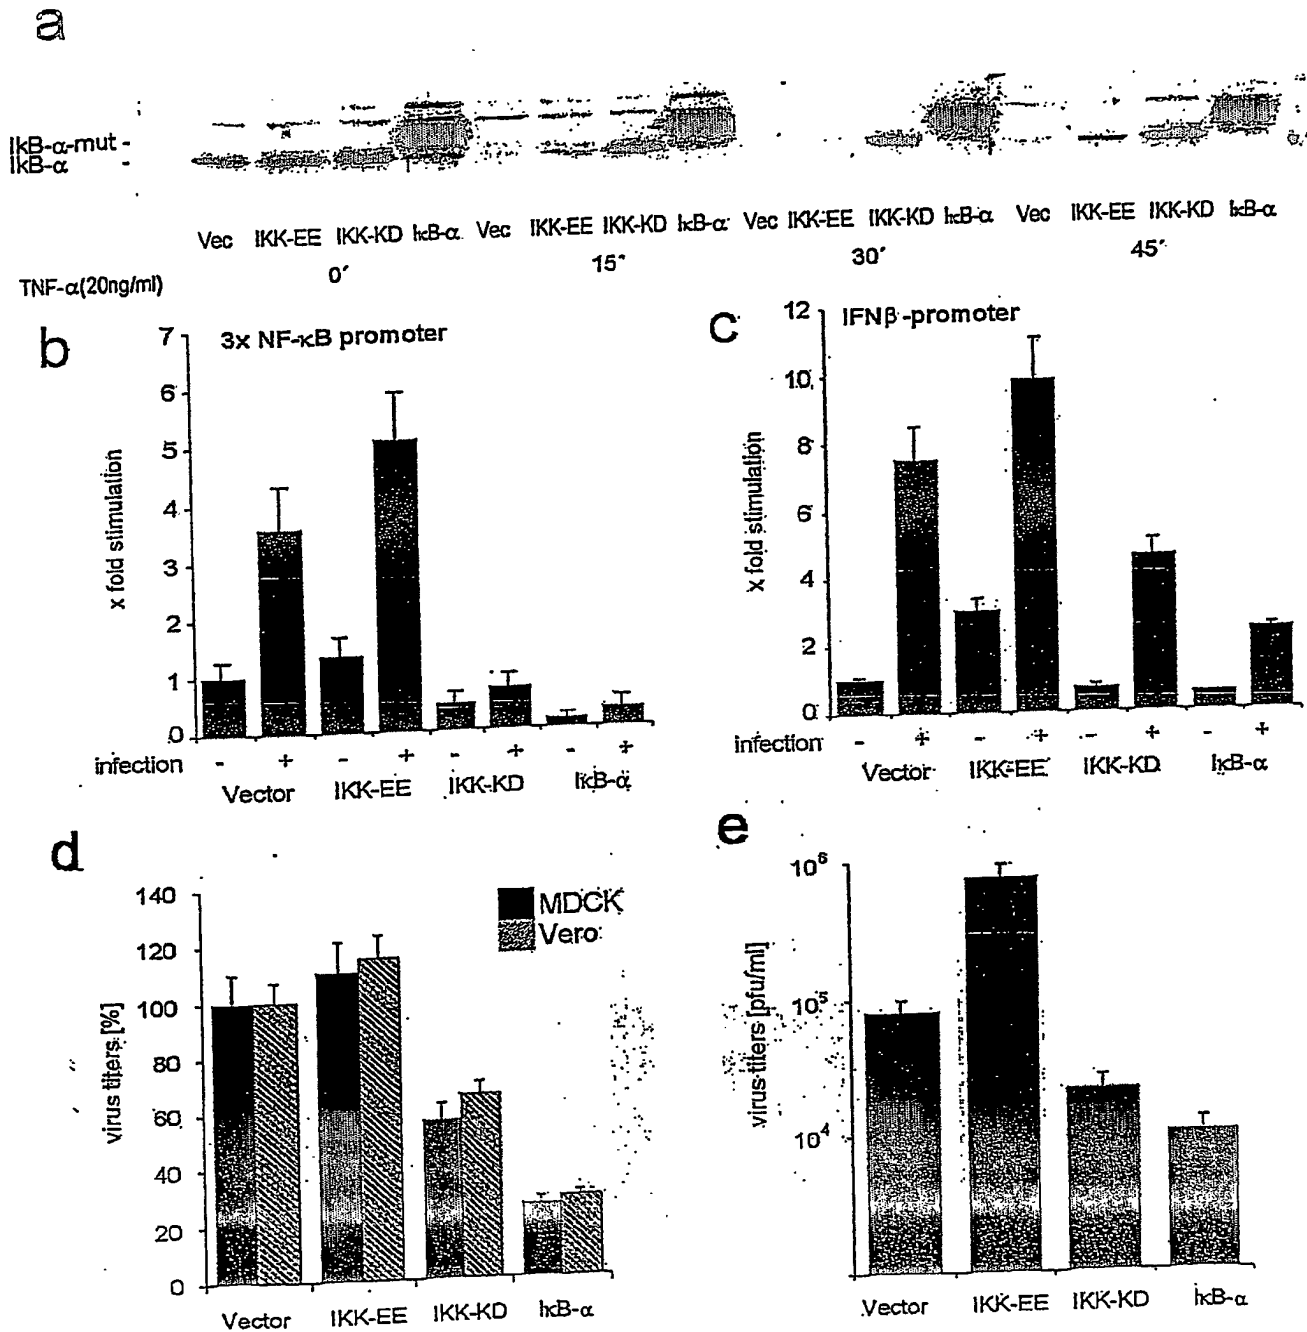 a
IkB-α-mut -
IkB-α -
Vec IKK-EE IKK-KD IκB-α Vec IKK-EE IKK-KD IκB-α Vec IKK-EE IKK-KD IκB-α Vec IKK-EE IKK-KD IκB-α
TNF-α(20ng/ml) 0′ 15″ 30′ 45′
b
3x NF-κB promoter
x fold stimulation
7
6
5
4
3
2
1
0
infection - + - + - + - +
Vector IKK-EE IKK-KD IκB-α
c
IFNβ-promoter
x fold stimulation
12
10
8
6
4
2
0
infection - + - + - + - +
Vector IKK-EE IKK-KD IκB-α
d
MDCK
Vero
virus titers [%]
140
120
100
80
60
40
20
0
Vector IKK-EE IKK-KD IκB-α
e
virus titers [pfu/ml]
10⁶
10⁵
10⁴
Vector IKK-EE IKK-KD IκB-α